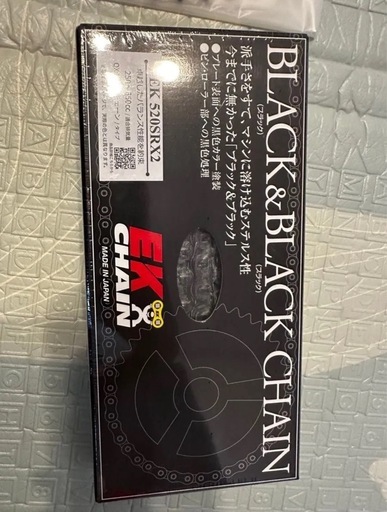 BLACK&BLACK CHAIN
(ブラック)
(ブラック)
派手さをすて、マシンに溶け込むステルス性
今までに無かった「ブラック&ブラック」
●プレート表面への黒色カラー塗装
●ピン・ローラー部への黒色処理
EK 520SRX2
EK
CHAIN
MADE IN JAPAN